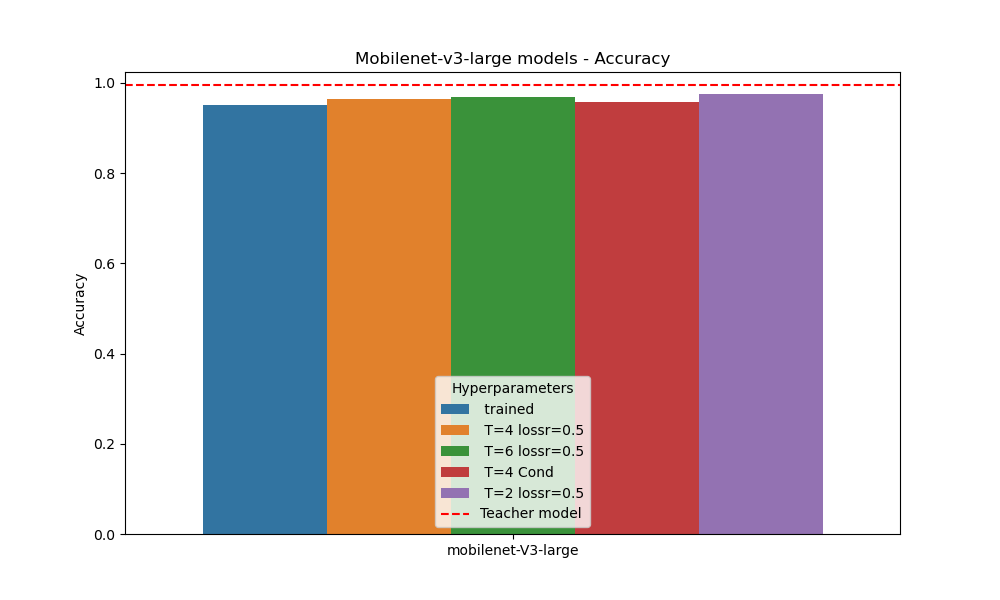 Mobilenet-v3-large models - Accuracy
Accuracy
1.0
0.8
0.6
0.4
0.2
0.0
Hyperparameters
trained
T=4 lossr=0.5
T=6 lossr=0.5
T=4 Cond
T=2 lossr=0.5
Teacher model
mobilenet-V3-large